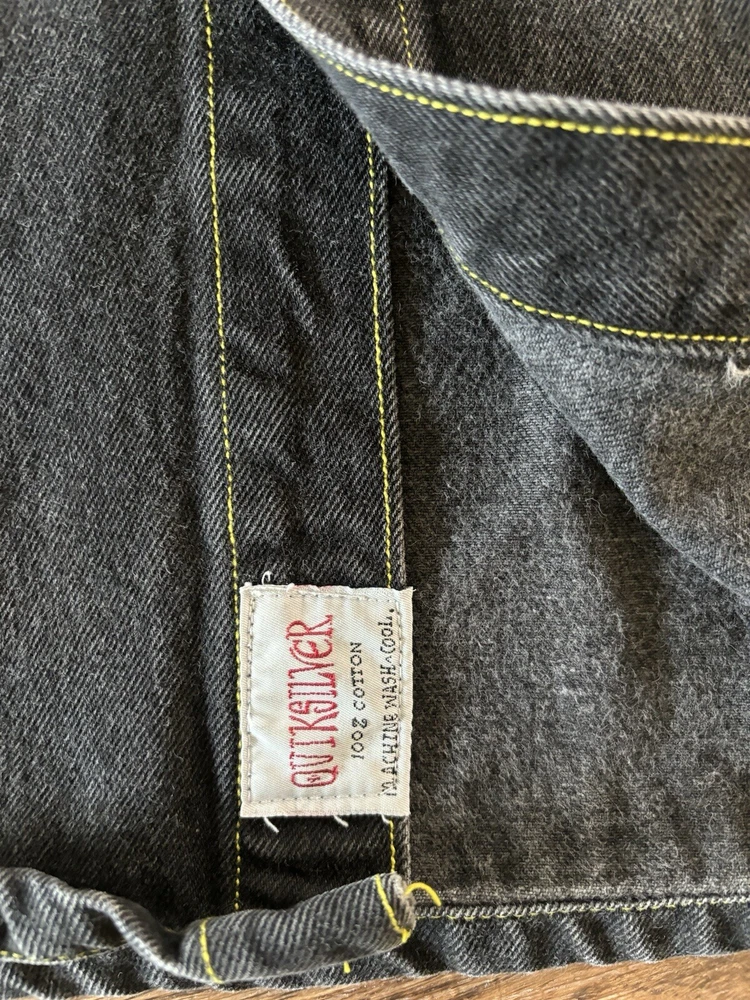 QUIKSILVER
100% COTTON
MACHINE WASH COOL.